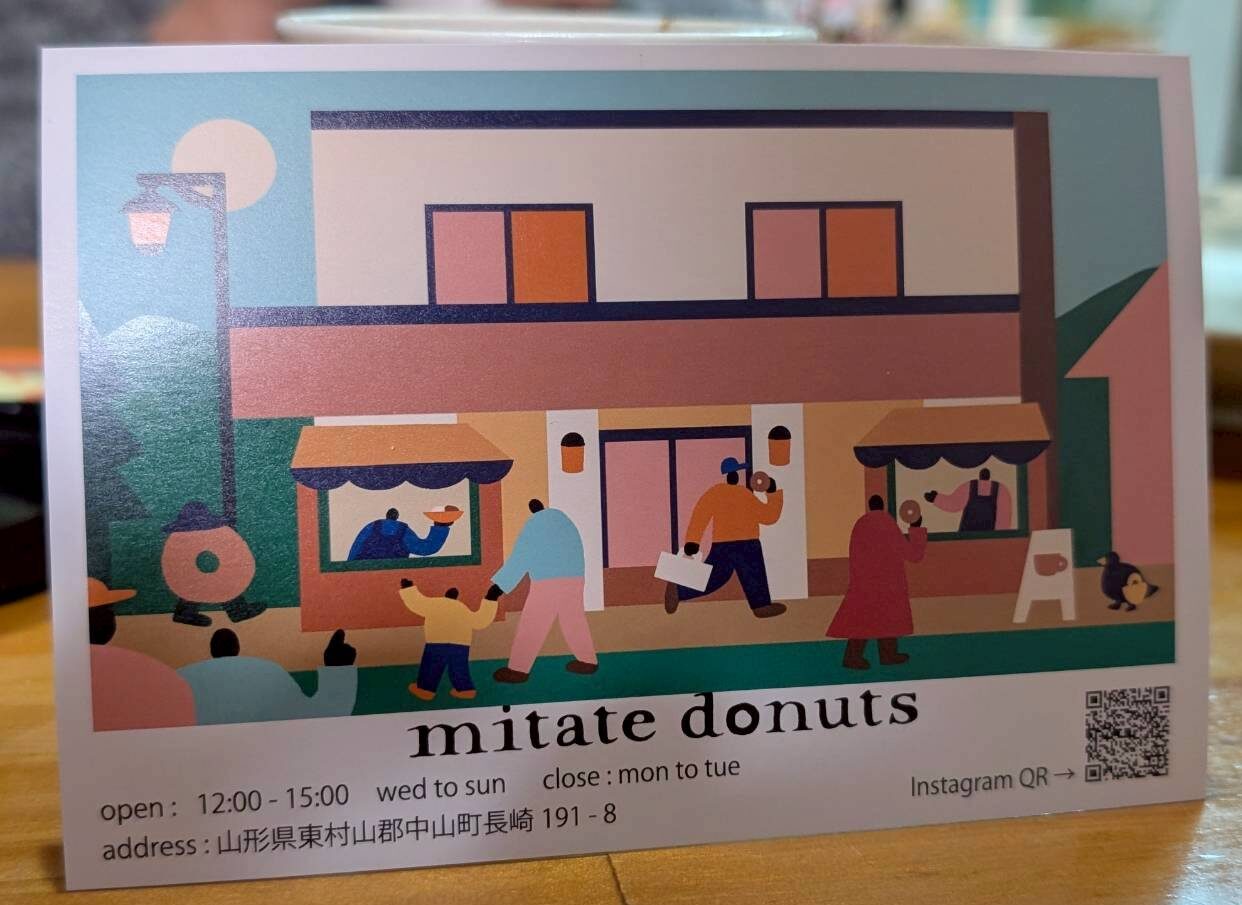 mitate donuts
open : 12:00 - 15:00 wed to sun close : mon to tue
address : 山形県東村山郡中山町長崎 191 - 8
Instagram QR →